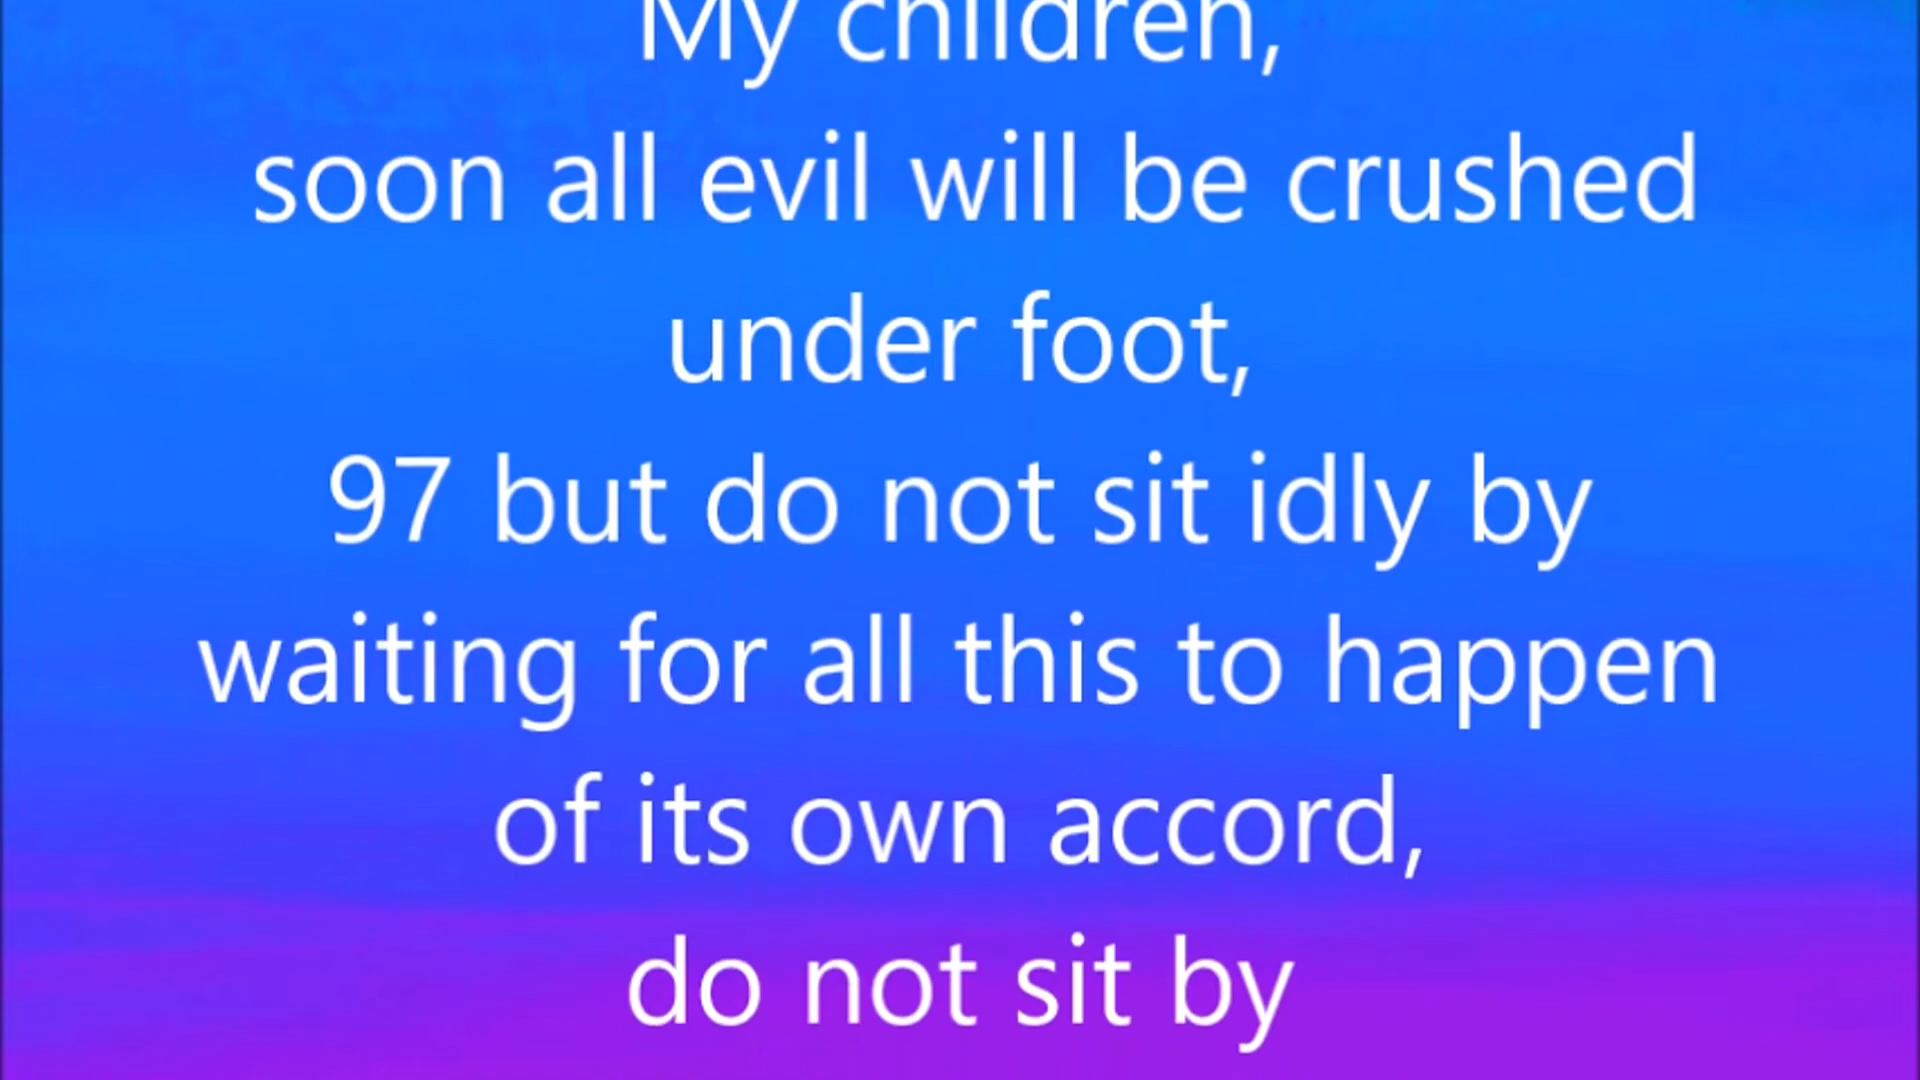 My children,
soon all evil will be crushed
under foot,
97 but do not sit idly by
waiting for all this to happen
of its own accord,
do not sit by